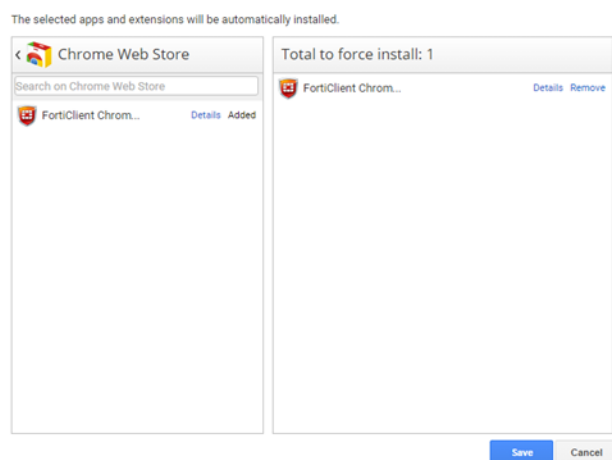 The selected apps and extensions will be automatically installed.
Chrome Web Store
Search on Chrome Web Store
FortiClient Chrom... Details Added
Total to force install: 1
FortiClient Chrom... Details Remove
Save Cancel